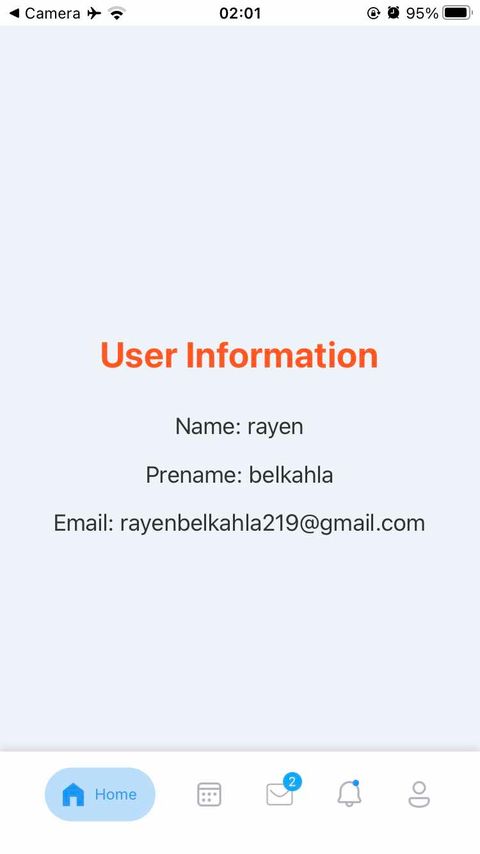 Camera
02:01
95%
User Information
Name: rayen
Prename: belkahla
Email: rayenbelkahla219@gmail.com
2
Home